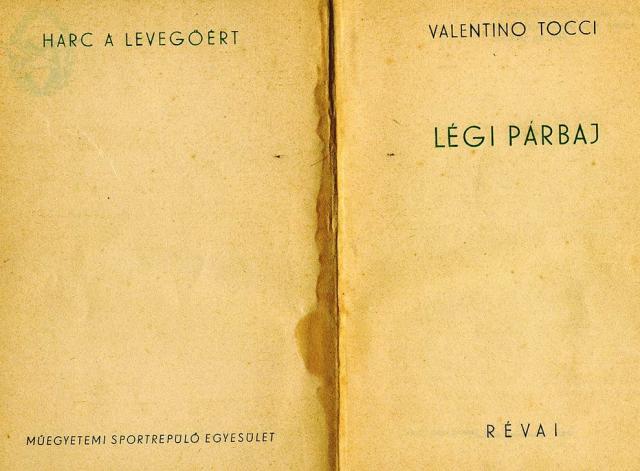 HARC A LEVEGŐÉRT
MŰEGYETEMI SPORTREPÜLŐ EGYESÜLET
VALENTINO TOCCI
LÉGI PÁRBAJ
RÉVAI